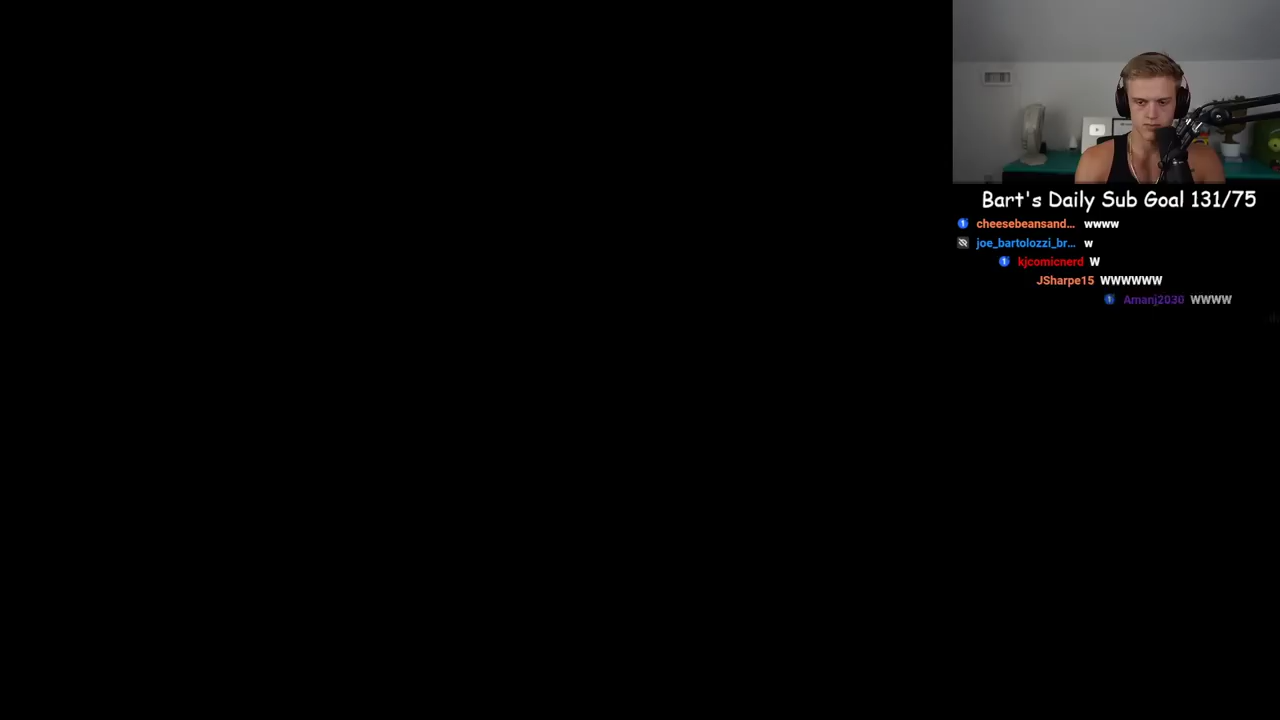 Bart's Daily Sub Goal 131/75
cheesebeansand... wwww
joe_bartolozzi_br... w
kjcomicnerd W
JSharpe15 WWWWWW
Amanj2030 WWWW